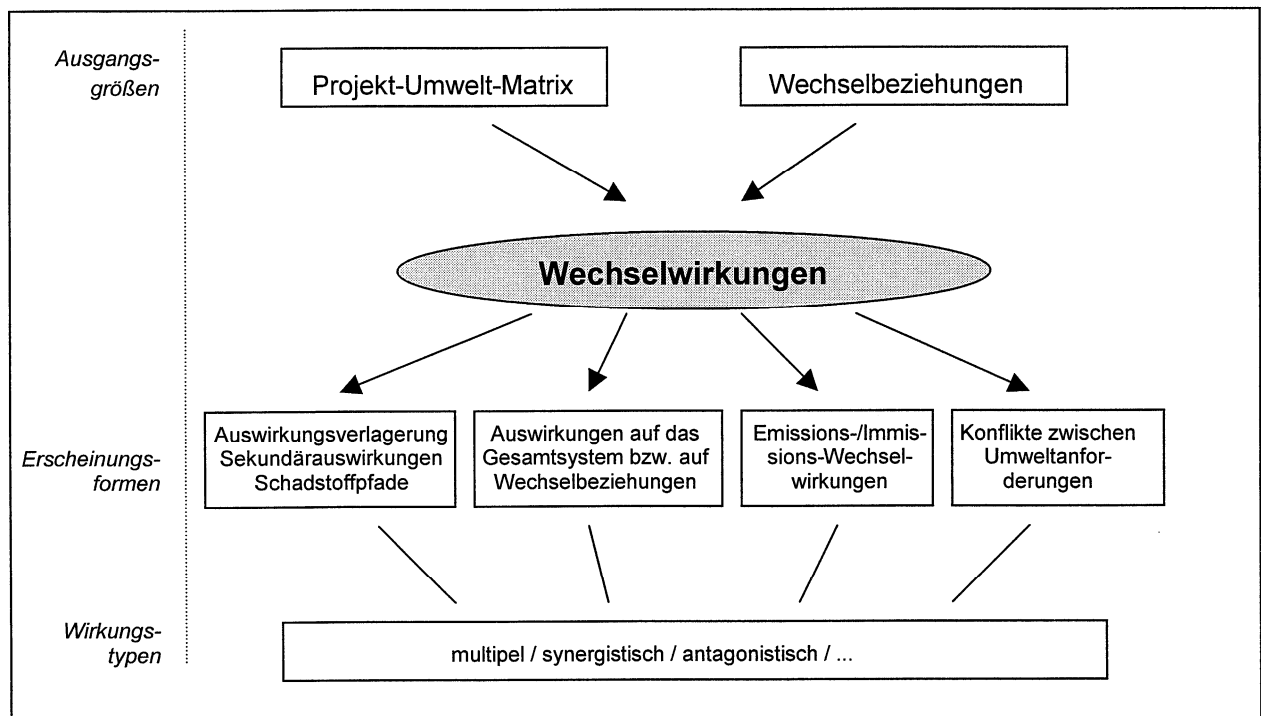 Ausgangs-
größen
Projekt-Umwelt-Matrix
Wechselbeziehungen
Wechselwirkungen
Erscheinungs-
formen
Auswirkungsverlagerung
Sekundärauswirkungen
Schadstoffpfade
Auswirkungen auf das
Gesamtsystem bzw. auf
Wechselbeziehungen
Emissions-/Immis-
sions-Wechsel-
wirkungen
Konflikte zwischen
Umweltanfor-
derungen
Wirkungs-
typen
multipel / synergistisch / antagonistisch / ...